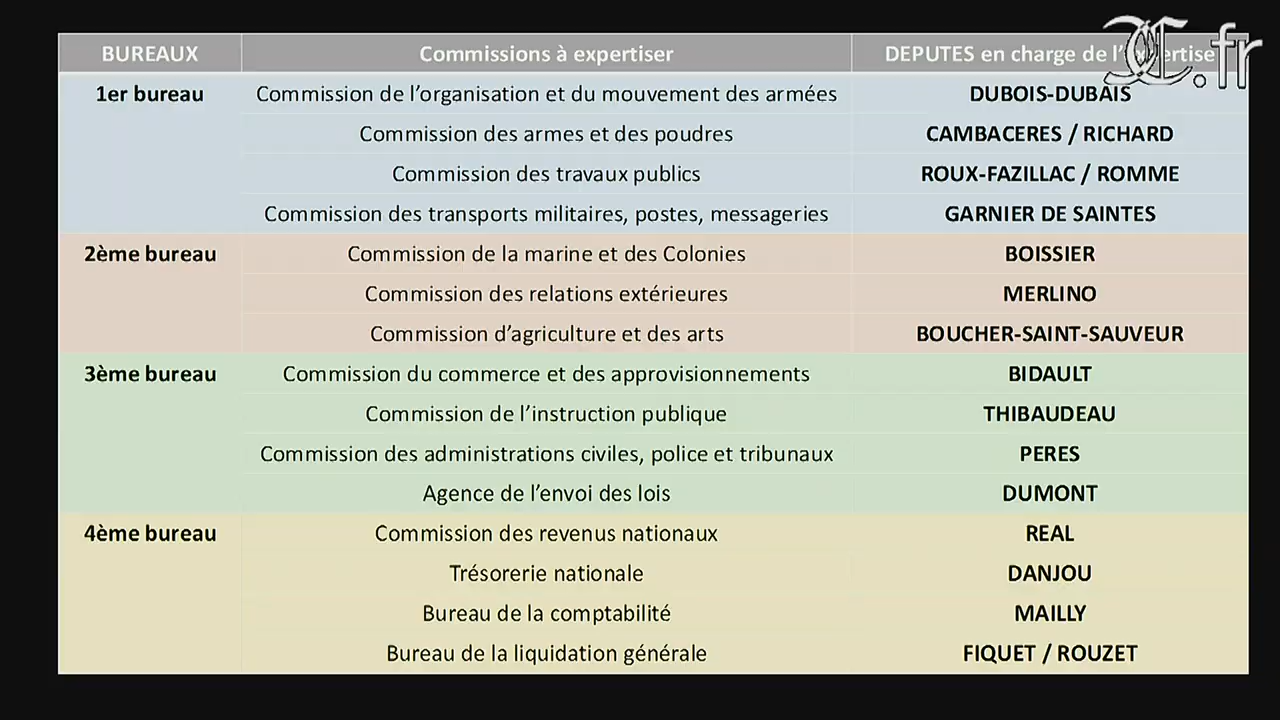 BUREAUX Commissions à expertiser DEPUTES en charge de l'expertise
1er bureau Commission de l'organisation et du mouvement des armées DUBOIS-DUBAIS
Commission des armes et des poudres CAMBACERES / RICHARD
Commission des travaux publics ROUX-FAZILLAC / ROMME
Commission des transports militaires, postes, messageries GARNIER DE SAINTES
2ème bureau Commission de la marine et des Colonies BOISSIER
Commission des relations extérieures MERLINO
Commission d'agriculture et des arts BOUCHER-SAINT-SAUVEUR
3ème bureau Commission du commerce et des approvisionnements BIDAULT
Commission de l'instruction publique THIBAUDEAU
Commission des administrations civiles, police et tribunaux PERES
Agence de l'envoi des lois DUMONT
4ème bureau Commission des revenus nationaux REAL
Trésorerie nationale DANJOU
Bureau de la comptabilité MAILLY
Bureau de la liquidation générale FIQUET / ROUZET
.fr